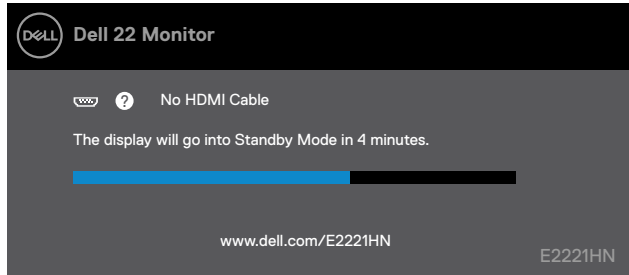 DELL Dell 22 Monitor
? No HDMI Cable
The display will go into Standby Mode in 4 minutes.
www.dell.com/E2221HN
E2221HN